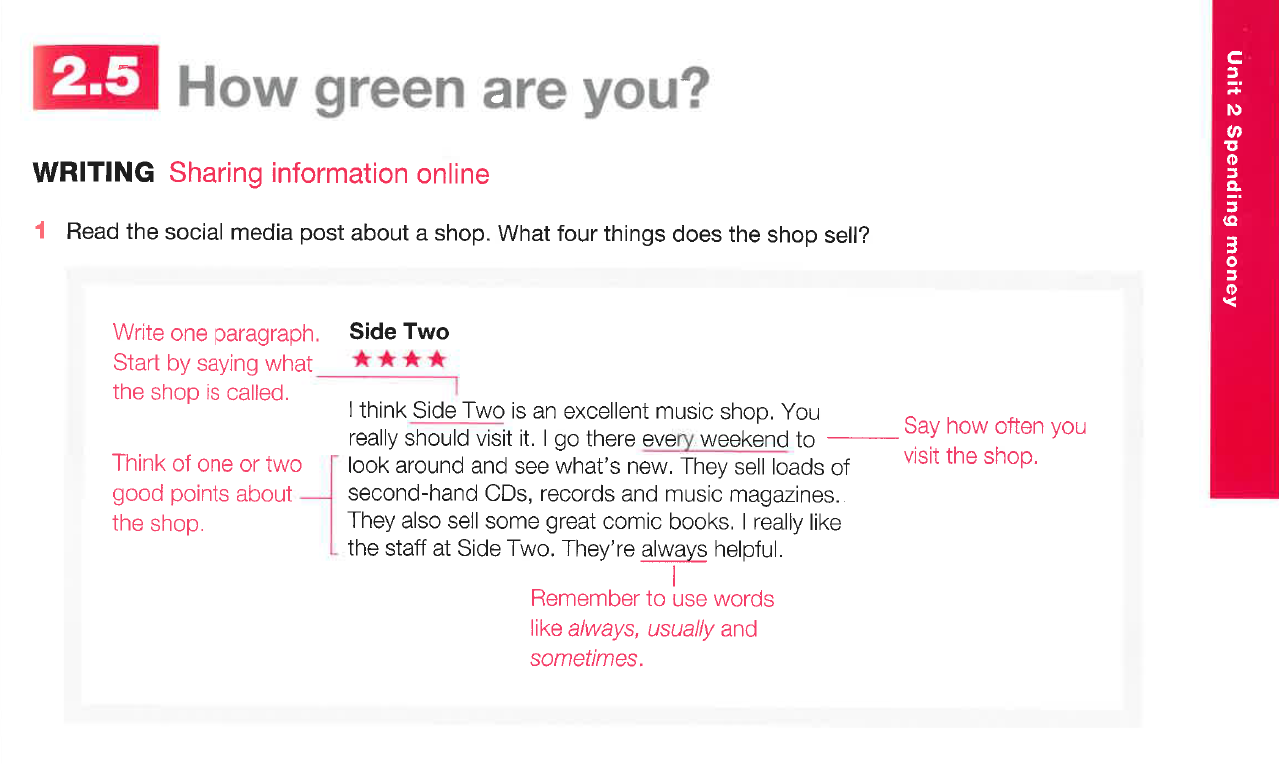 2.5 How green are you?
WRITING Sharing information online
1 Read the social media post about a shop. What four things does the shop sell?
Write one paragraph.
Start by saying what
the shop is called.
Think of one or two
good points about
the shop.
Side Two
★★★★
I think Side Two is an excellent music shop. You
really should visit it. I go there every weekend to
look around and see what's new. They sell loads of
second-hand CDs, records and music magazines.
They also sell some great comic books. I really like
the staff at Side Two. They're always helpful.
Say how often you
visit the shop.
Remember to use words
like always, usually and
sometimes.
Unit 2 Spending money